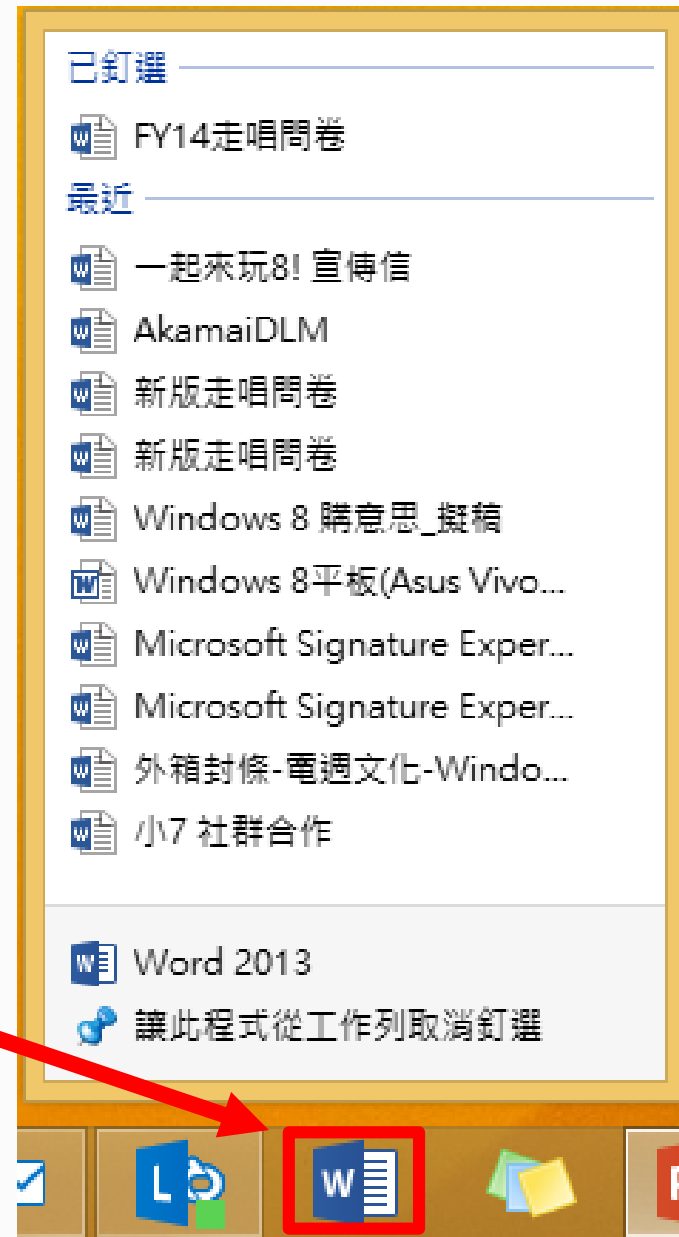 已釘選
FY14走唱問卷
最近
一起來玩8! 宣傳信
AkamaiDLM
新版走唱問卷
新版走唱問卷
Windows 8 購意思_擬稿
Windows 8平板(Asus Vivo...
Microsoft Signature Exper...
Microsoft Signature Exper...
外箱封條-電週文化-Windo...
小7 社群合作
Word 2013
讓此程式從工作列取消釘選